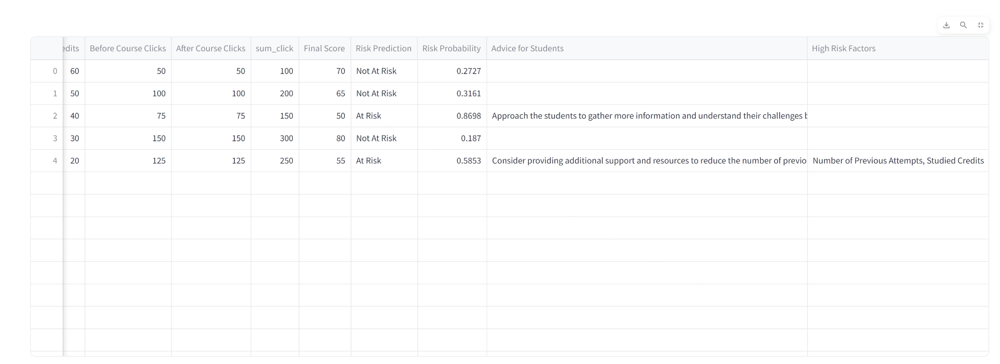 edits Before Course Clicks After Course Clicks sum_click Final Score Risk Prediction Risk Probability Advice for Students High Risk Factors
0 60 50 50 100 70 Not At Risk 0.2727
1 50 100 100 200 65 Not At Risk 0.3161
2 40 75 75 150 50 At Risk 0.8698 Approach the students to gather more information and understand their challenges b
3 30 150 150 300 80 Not At Risk 0.187
4 20 125 125 250 55 At Risk 0.5853 Consider providing additional support and resources to reduce the number of previo Number of Previous Attempts, Studied Credits